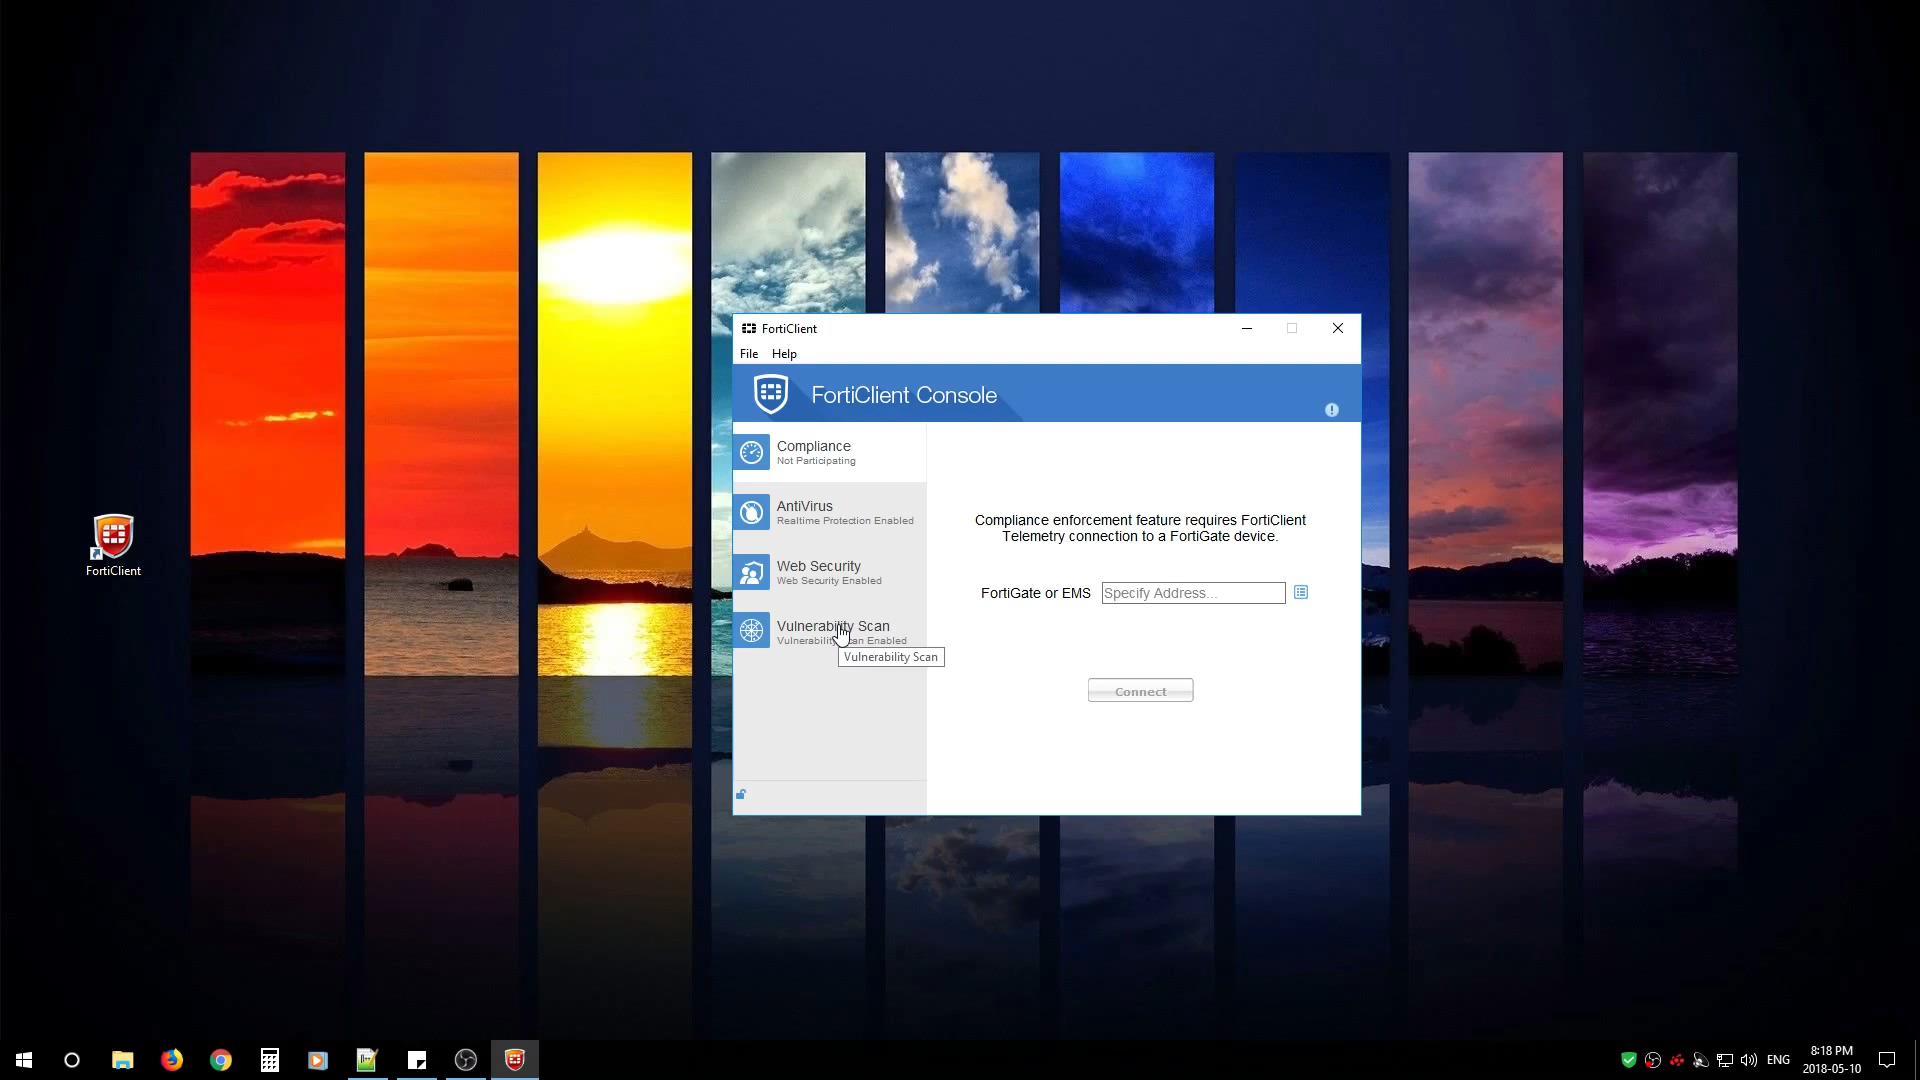 FortiClient
File Help
FortiClient Console
Compliance
Not Participating
AntiVirus
Realtime Protection Enabled
Web Security
Web Security Enabled
Vulnerability Scan
Enabled
Vulnerability Scan
Compliance enforcement feature requires FortiClient
Telemetry connection to a FortiGate device.
FortiGate or EMS Specify Address...
Connect
FortiClient
ENG
8:18 PM
2018-05-10